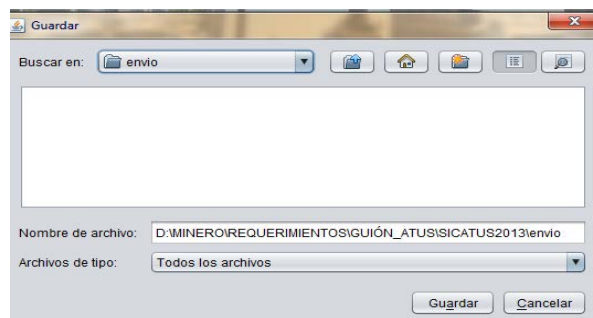 Guardar
Buscar en: envio
Nombre de archivo: D:\MINERO\REQUERIMIENTOS\GUIÓN_ATUS\SICATUS2013\envio
Archivos de tipo: Todos los archivos
Guardar Cancelar